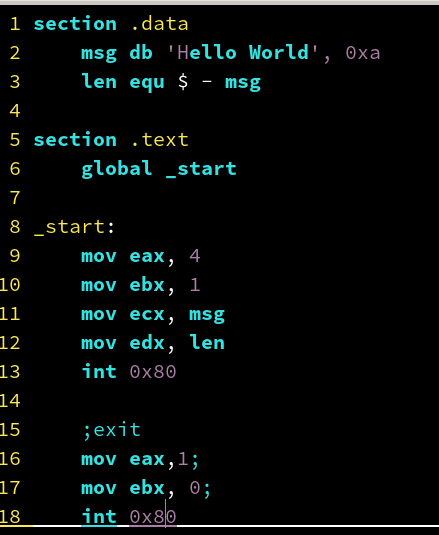 1 section .data
2     msg db 'Hello World', 0xa
3     len equ $ - msg
4
5 section .text
6     global _start
7
8 _start:
9     mov eax, 4
10     mov ebx, 1
11     mov ecx, msg
12     mov edx, len
13     int 0x80
14
15     ;exit
16     mov eax,1;
17     mov ebx, 0;
18     int 0x80